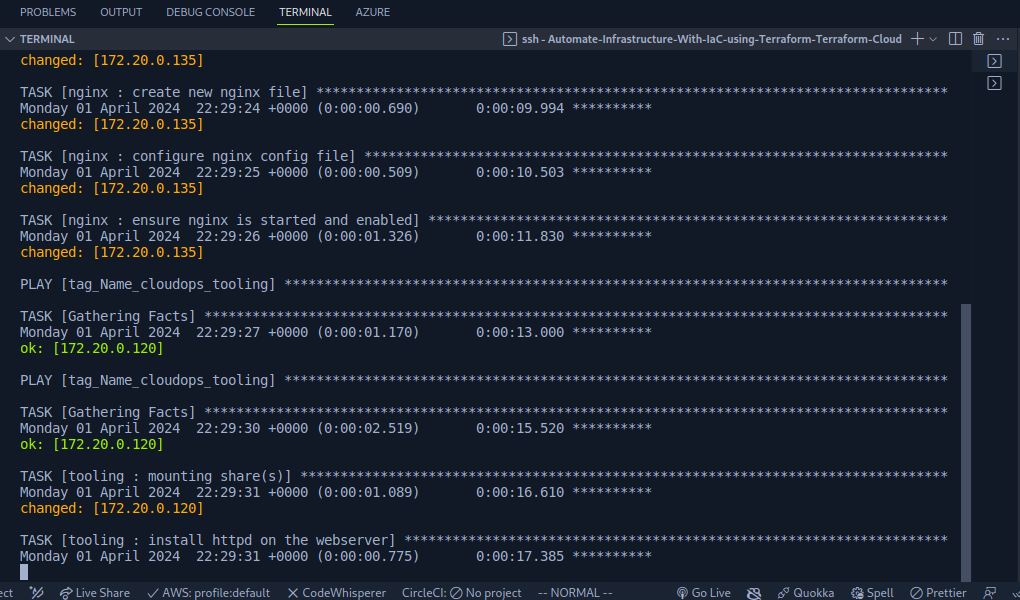 PROBLEMS OUTPUT DEBUG CONSOLE TERMINAL AZURE
TERMINAL ssh - Automate-Infrastructure-With-IaC-using-Terraform-Terraform-Cloud
changed: [172.20.0.135]
TASK [nginx : create new nginx file] *******************************************************************************
Monday 01 April 2024  22:29:24 +0000 (0:00:00.690)       0:00:09.994 **********
changed: [172.20.0.135]
TASK [nginx : configure nginx config file] *************************************************************************
Monday 01 April 2024  22:29:25 +0000 (0:00:00.509)       0:00:10.503 **********
changed: [172.20.0.135]
TASK [nginx : ensure nginx is started and enabled] *****************************************************************
Monday 01 April 2024  22:29:26 +0000 (0:00:01.326)       0:00:11.830 **********
changed: [172.20.0.135]
PLAY [tag_Name_cloudops_tooling] ***********************************************************************************
TASK [Gathering Facts] *********************************************************************************************
Monday 01 April 2024  22:29:27 +0000 (0:00:01.170)       0:00:13.000 **********
ok: [172.20.0.120]
PLAY [tag_Name_cloudops_tooling] ***********************************************************************************
TASK [Gathering Facts] *********************************************************************************************
Monday 01 April 2024  22:29:30 +0000 (0:00:02.519)       0:00:15.520 **********
ok: [172.20.0.120]
TASK [tooling : mounting share(s)] *********************************************************************************
Monday 01 April 2024  22:29:31 +0000 (0:00:01.089)       0:00:16.610 **********
changed: [172.20.0.120]
TASK [tooling : install httpd on the webserver] ********************************************************************
Monday 01 April 2024  22:29:31 +0000 (0:00:00.775)       0:00:17.385 **********
ect Live Share AWS: profile:default CodeWhisperer CircleCI: No project -- NORMAL -- Go Live Quokka Spell Prettier